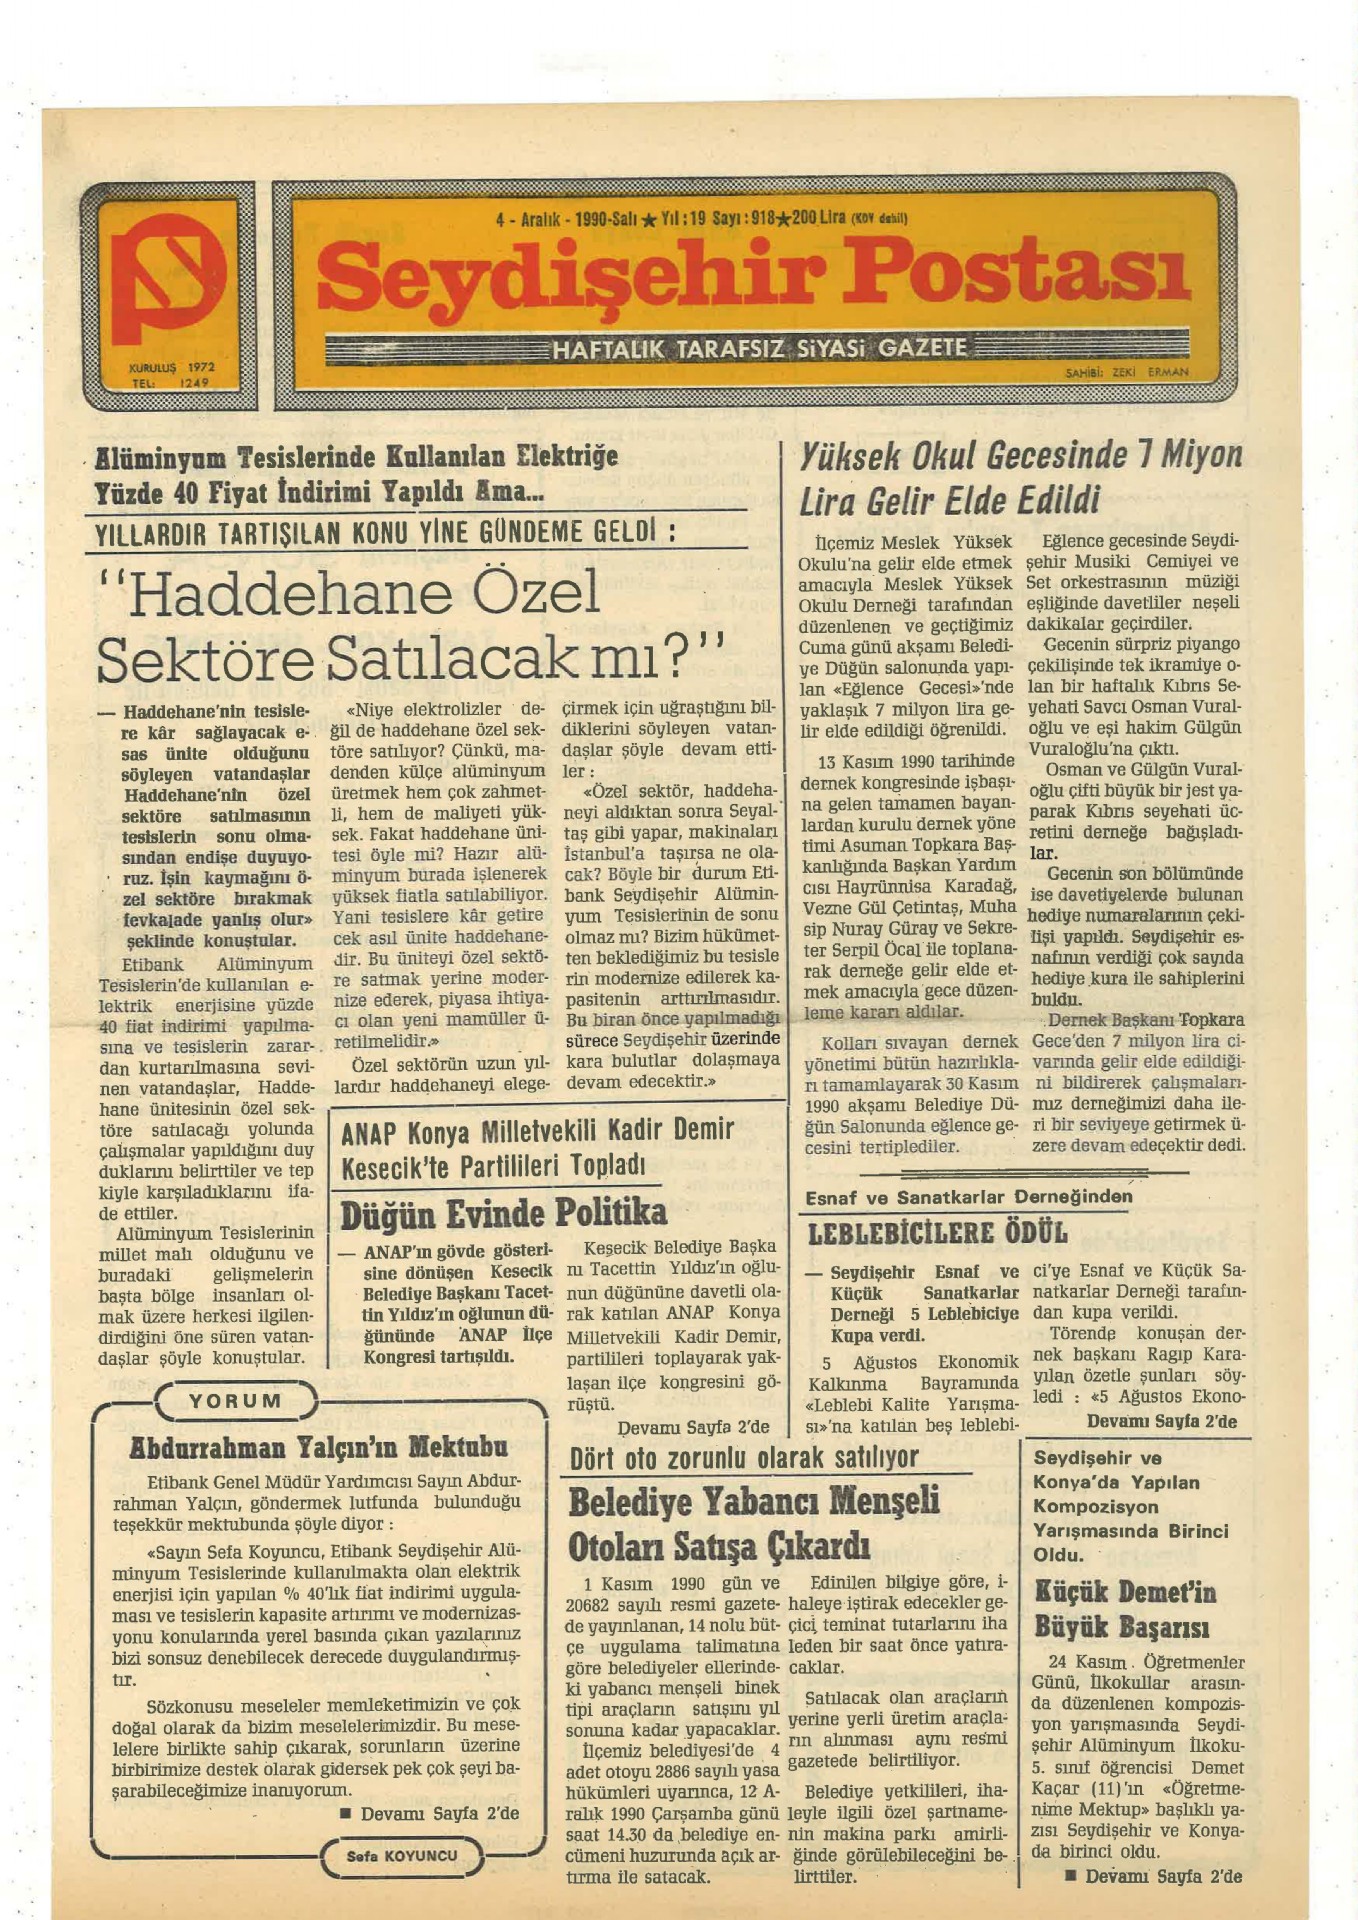 4 - Aralık - 1990-Salı ★ Yıl : 19 Sayı : 918 ★ 200 Lira (KDV dahil)
Seydişehir Postası
HAFTALIK TARAFSIZ SİYASİ GAZETE
SAHİBİ: ZEKİ ERMAN
KURULUŞ 1972
TEL: 1249
Alüminyum Tesislerinde Kullanılan Elektriğe
Yüzde 40 Fiyat İndirimi Yapıldı Ama...
YILLARDIR TARTIŞILAN KONU YİNE GÜNDEME GELDİ :
‘‘Haddehane Özel
Sektöre Satılacak mı?’’
— Haddehane'nin tesisle-
re kâr sağlayacak e-
sas ünite olduğunu
söyleyen vatandaşlar
Haddehane'nin özel
sektöre satılmasının
tesislerin sonu olma-
sından endişe duyuyo-
ruz. İşin kaymağını ö-
zel sektöre bırakmak
fevkalade yanlış olur»
şeklinde konuştular.
Etibank Alüminyum
Tesislerin'de kullanılan e-
lektrik enerjisine yüzde
40 fiat indirimi yapılma-
sına ve tesislerin zarar-
dan kurtarılmasına sevi-
nen vatandaşlar, Hadde-
hane ünitesinin özel sek-
töre satılacağı yolunda
çalışmalar yapıldığını duy
duklarını belirttiler ve tep
kiyle karşıladıklarını ifa-
de ettiler.
Alüminyum Tesislerinin
millet malı olduğunu ve
buradaki gelişmelerin
başta bölge insanları ol-
mak üzere herkesi ilgilen-
dirdiğini öne süren vatan-
daşlar şöyle konuştular.
«Niye elektrolizler de-
ğil de haddehane özel sek-
töre satılıyor? Çünkü, ma-
denden külçe alüminyum
üretmek hem çok zahmet-
li, hem de maliyeti yük-
sek. Fakat haddehane üni-
tesi öyle mi? Hazır alü-
minyum burada işlenerek
yüksek fiatla satılabiliyor.
Yani tesislere kâr getire
cek asıl ünite haddehane-
dir. Bu üniteyi özel sektö-
re satmak yerine moder-
nize ederek, piyasa ihtiya-
cı olan yeni mamüller ü-
retilmelidir.»
Özel sektörün uzun yıl-
lardır haddehaneyi elege-
çirmek için uğraştığını bil-
diklerini söyleyen vatan-
daşlar şöyle devam etti-
ler :
«Özel sektör, haddeha-
neyi aldıktan sonra Seyal-
taş gibi yapar, makinaları
İstanbul'a taşırsa ne ola-
cak? Böyle bir durum Eti-
bank Seydişehir Alümin-
yum Tesislerinin de sonu
olmaz mı? Bizim hükümet-
ten beklediğimiz bu tesisle
rin modernize edilerek ka-
pasitenin arttırılmasıdır.
Bu biran önce yapılmadığı
sürece Seydişehir üzerinde
kara bulutlar dolaşmaya
devam edecektir.»
Yüksek Okul Gecesinde 7 Miyon
Lira Gelir Elde Edildi
İlçemiz Meslek Yüksek
Okulu'na gelir elde etmek
amacıyla Meslek Yüksek
Okulu Derneği tarafından
düzenlenen ve geçtiğimiz
Cuma günü akşamı Beledi-
ye Düğün salonunda yapı-
lan «Eğlence Gecesi»'nde
yaklaşık 7 milyon lira ge-
lir elde edildiği öğrenildi.
13 Kasım 1990 tarihinde
dernek kongresinde işbaşı-
na gelen tamamen bayan-
lardan kurulu dernek yöne
timi Asuman Topkara Baş-
kanlığında Başkan Yardım
cısı Hayrünnisa Karadağ,
Vezne Gül Çetintaş, Muha
sip Nuray Güray ve Sekre-
ter Serpil Öcal ile toplana-
rak derneğe gelir elde et-
mek amacıyla gece düzen-
leme kararı aldılar.
Kolları sıvayan dernek
yönetimi bütün hazırlıkla-
rı tamamlayarak 30 Kasım
1990 akşamı Belediye Dü-
ğün Salonunda eğlence ge-
cesini tertiplediler.
Eğlence gecesinde Seydi-
şehir Musiki Cemiyei ve
Set orkestrasının müziği
eşliğinde davetliler neşeli
dakikalar geçirdiler.
Gecenin sürpriz piyango
çekilişinde tek ikramiye o-
lan bir haftalık Kıbrıs Se-
yehati Savcı Osman Vural-
oğlu ve eşi hakim Gülgün
Vuraloğlu'na çıktı.
Osman ve Gülgün Vural-
oğlu çifti büyük bir jest ya-
parak Kıbrıs seyehati üc-
retini derneğe bağışladı-
lar.
Gecenin son bölümünde
ise davetiyelerde bulunan
hediye numaralarının çeki-
lişi yapıldı. Seydişehir es-
nafının verdiği çok sayıda
hediye kura ile sahiplerini
buldu.
Dernek Başkanı Topkara
Gece'den 7 milyon lira ci-
varında gelir elde edildiği-
ni bildirerek çalışmaları-
mız derneğimizi daha ile-
ri bir seviyeye getirmek ü-
zere devam edeçektir dedi.
ANAP Konya Milletvekili Kadir Demir
Kesecik'te Partilileri Topladı
Düğün Evinde Politika
— ANAP'ın gövde gösteri-
sine dönüşen Kesecik
Belediye Başkanı Tacet-
tin Yıldız'ın oğlunun dü-
ğününde ANAP İlçe
Kongresi tartışıldı.
Kesecik Belediye Başka
nı Tacettin Yıldız'ın oğlu-
nun düğününe davetli ola-
rak katılan ANAP Konya
Milletvekili Kadir Demir,
partilileri toplayarak yak-
laşan ilçe kongresini gö-
rüştü.
Devamı Sayfa 2'de
Esnaf ve Sanatkarlar Derneğinden
LEBLEBİCİLERE ÖDÜL
— Seydişehir Esnaf ve
Küçük Sanatkarlar
Derneği 5 Leblebiciye
Kupa verdi.
5 Ağustos Ekonomik
Kalkınma Bayramında
«Leblebi Kalite Yarışma-
sı»'na katılan beş leblebi-
ci'ye Esnaf ve Küçük Sa-
natkarlar Derneği tarafın-
dan kupa verildi.
Törende konuşan der-
nek başkanı Ragıp Kara-
yılan özetle şunları söy-
ledi : «5 Ağustos Ekono-
Devamı Sayfa 2'de
YORUM
Abdurrahman Yalçın'ın Mektubu
Etibank Genel Müdür Yardımcısı Sayın Abdur-
rahman Yalçın, göndermek lutfunda bulunduğu
teşekkür mektubunda şöyle diyor :
«Sayın Sefa Koyuncu, Etibank Seydişehir Alü-
minyum Tesislerinde kullanılmakta olan elektrik
enerjisi için yapılan % 40'lık fiat indirimi uygula-
ması ve tesislerin kapasite artırımı ve modernizas-
yonu konularında yerel basında çıkan yazılarınız
bizi sonsuz denebilecek derecede duygulandırmış-
tır.
Sözkonusu meseleler memleketimizin ve çok
doğal olarak da bizim meselelerimizdir. Bu mese-
lelere birlikte sahip çıkarak, sorunların üzerine
birbirimize destek olarak gidersek pek çok şeyi ba-
şarabileceğimize inanıyorum.
■ Devamı Sayfa 2'de
Sefa KOYUNCU
Dört oto zorunlu olarak satılıyor
Belediye Yabancı Menşeli
Otoları Satışa Çıkardı
1 Kasım 1990 gün ve
20682 sayılı resmi gazete-
de yayınlanan, 14 nolu büt-
çe uygulama talimatına
göre belediyeler ellerinde-
ki yabancı menşeli binek
tipi araçların satışını yıl
sonuna kadar yapacaklar.
İlçemiz belediyesi'de 4
adet otoyu 2886 sayılı yasa
hükümleri uyarınca, 12 A-
ralık 1990 Çarşamba günü
saat 14.30 da belediye en-
cümeni huzurunda açık ar-
tırma ile satacak.
Edinilen bilgiye göre, i-
haleye iştirak edecekler ge-
çici teminat tutarlarını iha
leden bir saat önce yatıra-
caklar.
Satılacak olan araçların
yerine yerli üretim araçla-
rın alınması aynı resmi
gazetede belirtiliyor.
Belediye yetkilileri, iha-
leyle ilgili özel şartname-
nin makina parkı amirli-
ğinde görülebileceğini be-
lirttiler.
Seydişehir ve
Konya'da Yapılan
Kompozisyon
Yarışmasında Birinci
Oldu.
Küçük Demet'in
Büyük Başarısı
24 Kasım Öğretmenler
Günü, İlkokullar arasın-
da düzenlenen kompozis-
yon yarışmasında Seydi-
şehir Alüminyum İlkoku-
5. sınıf öğrencisi Demet
Kaçar (11)'ın «Öğretme-
nime Mektup» başlıklı ya-
zısı Seydişehir ve Konya-
da birinci oldu.
■ Devamı Sayfa 2'de